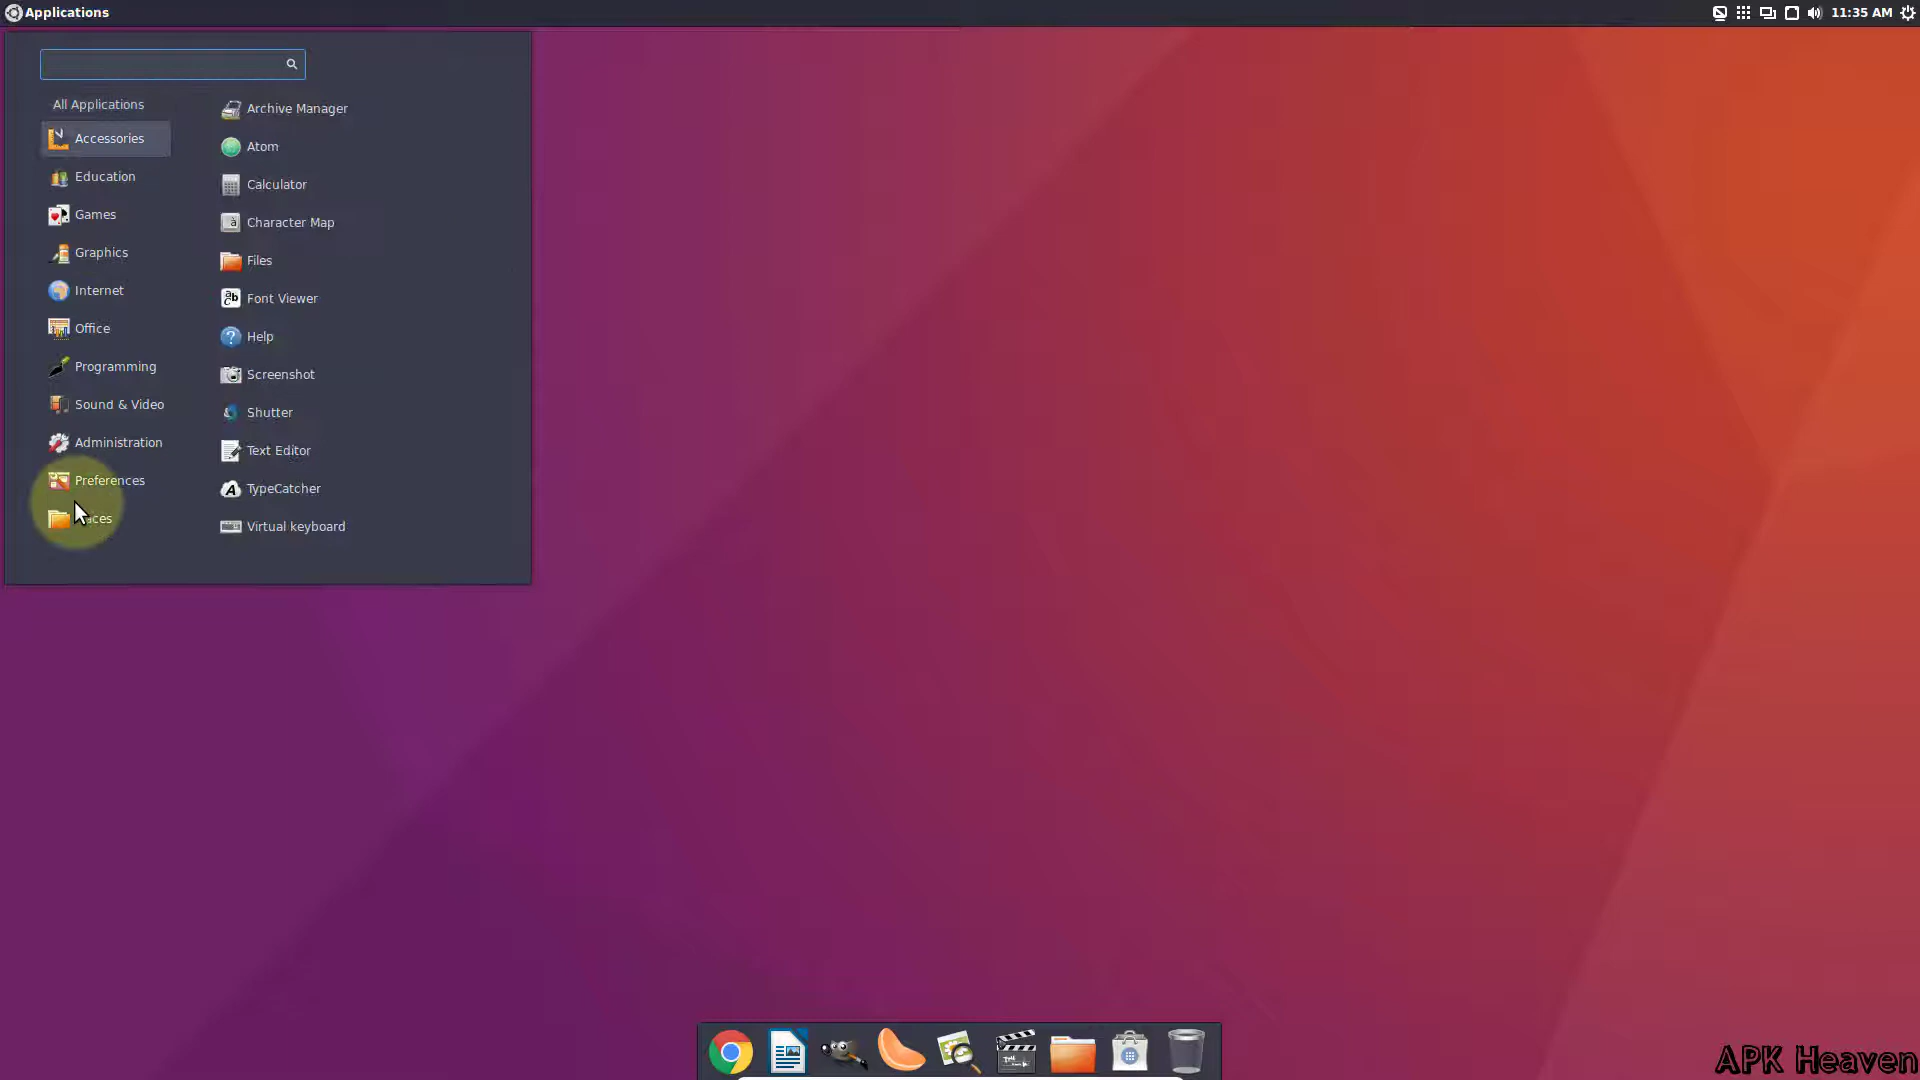 Applications
11:35 AM
All Applications
Accessories
Education
Games
Graphics
Internet
Office
Programming
Sound & Video
Administration
Preferences
Archive Manager
Atom
Calculator
Character Map
Files
Font Viewer
Help
Screenshot
Shutter
Text Editor
TypeCatcher
Virtual keyboard
APK Heaven